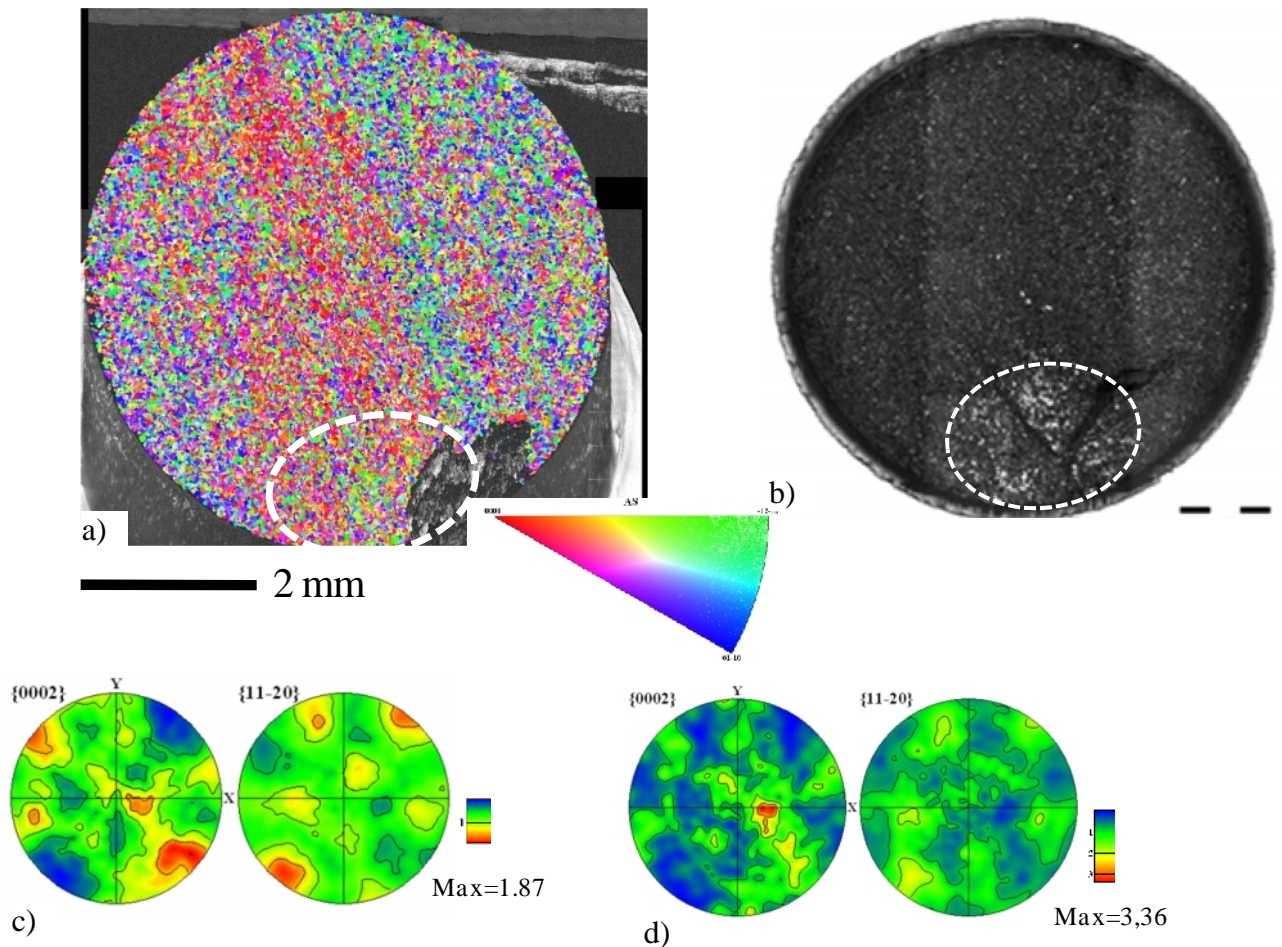 b)
AS
0001
a)
01-10
2 mm
{0002}
Y
{11-20}
X
1
Max=1.87
c)
{0002}
Y
{11-20}
X
1
2
3
Max=3,36
d)